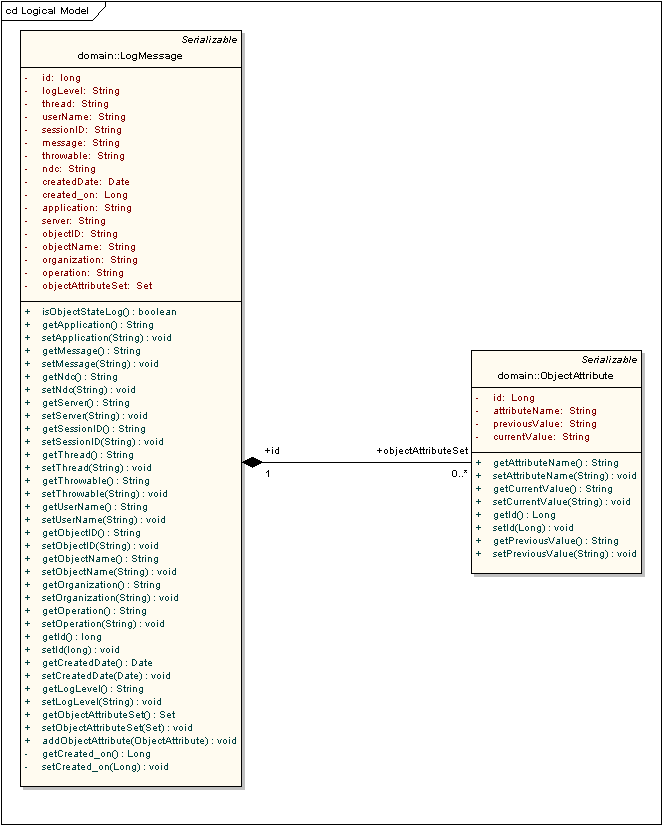 cd Logical Model
Serializable
domain::LogMessage
- id: long
- logLevel: String
- thread: String
- userName: String
- sessionID: String
- message: String
- throwable: String
- ndc: String
- createdDate: Date
- created_on: Long
- application: String
- server: String
- objectID: String
- objectName: String
- organization: String
- operation: String
- objectAttributeSet: Set
+ isObjectStateLog() : boolean
+ getApplication() : String
+ setApplication(String) : void
+ getMessage() : String
+ setMessage(String) : void
+ getNdc() : String
+ setNdc(String) : void
+ getServer() : String
+ setServer(String) : void
+ getSessionID() : String
+ setSessionID(String) : void
+ getThread() : String
+ setThread(String) : void
+ getThrowable() : String
+ setThrowable(String) : void
+ getUserName() : String
+ setUserName(String) : void
+ getObjectID() : String
+ setObjectID(String) : void
+ getObjectName() : String
+ setObjectName(String) : void
+ getOrganization() : String
+ setOrganization(String) : void
+ getOperation() : String
+ setOperation(String) : void
+ getId() : long
+ setId(long) : void
+ getCreatedDate() : Date
+ setCreatedDate(Date) : void
+ getLogLevel() : String
+ setLogLevel(String) : void
+ getObjectAttributeSet() : Set
+ setObjectAttributeSet(Set) : void
+ addObjectAttribute(ObjectAttribute) : void
- getCreated_on() : Long
- setCreated_on(Long) : void
+id
1
+objectAttributeSet
0..*
Serializable
domain::ObjectAttribute
- id: Long
- attributeName: String
- previousValue: String
- currentValue: String
+ getAttributeName() : String
+ setAttributeName(String) : void
+ getCurrentValue() : String
+ setCurrentValue(String) : void
+ getId() : Long
+ setId(Long) : void
+ getPreviousValue() : String
+ setPreviousValue(String) : void